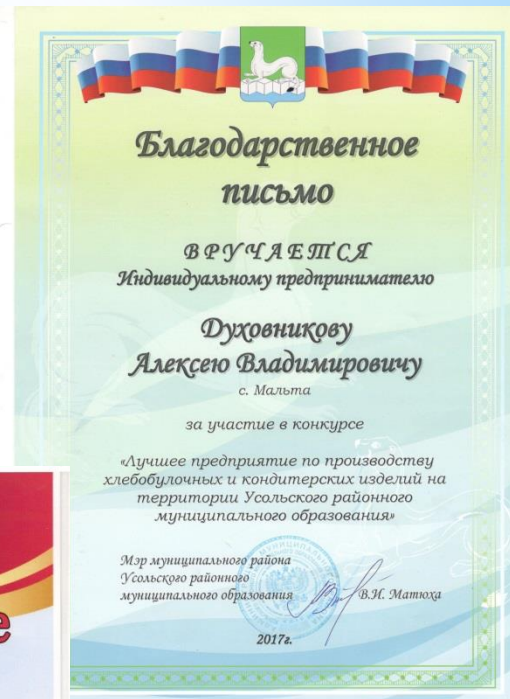 Благодарственное
письмо
ВРУЧАЕТСЯ
Индивидуальному предпринимателю
Духовникову
Алексею Владимировичу
с. Мальта
за участие в конкурсе
«Лучшее предприятие по производству
хлебобулочных и кондитерских изделий на
территории Усольского районного
муниципального образования»
Мэр муниципального района
Усольского районного
муниципального образования В.И. Матюха
2017г.
е